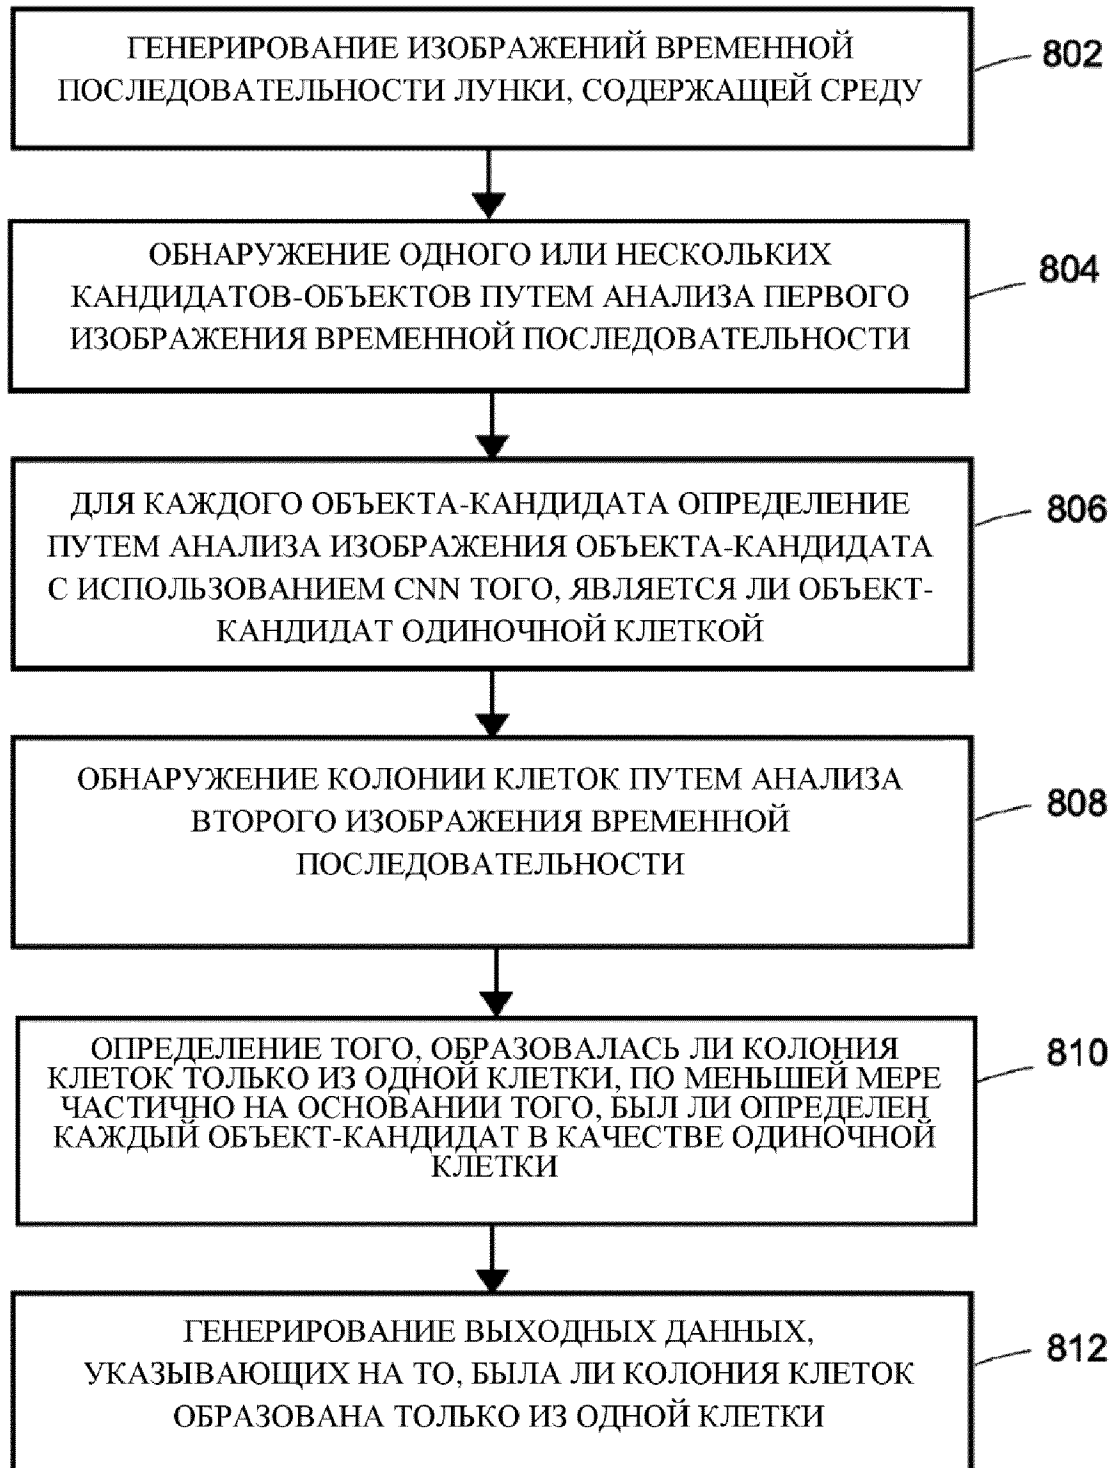 ГЕНЕРИРОВАНИЕ ИЗОБРАЖЕНИЙ ВРЕМЕННОЙ
ПОСЛЕДОВАТЕЛЬНОСТИ ЛУНКИ, СОДЕРЖАЩЕЙ СРЕДУ
802
ОБНАРУЖЕНИЕ ОДНОГО ИЛИ НЕСКОЛЬКИХ
КАНДИДАТОВ-ОБЪЕКТОВ ПУТЕМ АНАЛИЗА ПЕРВОГО
ИЗОБРАЖЕНИЯ ВРЕМЕННОЙ ПОСЛЕДОВАТЕЛЬНОСТИ
804
ДЛЯ КАЖДОГО ОБЪЕКТА-КАНДИДАТА ОПРЕДЕЛЕНИЕ
ПУТЕМ АНАЛИЗА ИЗОБРАЖЕНИЯ ОБЪЕКТА-КАНДИДАТА
С ИСПОЛЬЗОВАНИЕМ CNN ТОГО, ЯВЛЯЕТСЯ ЛИ ОБЪЕКТ-
КАНДИДАТ ОДИНОЧНОЙ КЛЕТКОЙ
806
ОБНАРУЖЕНИЕ КОЛОНИИ КЛЕТОК ПУТЕМ АНАЛИЗА
ВТОРОГО ИЗОБРАЖЕНИЯ ВРЕМЕННОЙ
ПОСЛЕДОВАТЕЛЬНОСТИ
808
ОПРЕДЕЛЕНИЕ ТОГО, ОБРАЗОВАЛАСЬ ЛИ КОЛОНИЯ
КЛЕТОК ТОЛЬКО ИЗ ОДНОЙ КЛЕТКИ, ПО МЕНЬШЕЙ МЕРЕ
ЧАСТИЧНО НА ОСНОВАНИИ ТОГО, БЫЛ ЛИ ОПРЕДЕЛЕН
КАЖДЫЙ ОБЪЕКТ-КАНДИДАТ В КАЧЕСТВЕ ОДИНОЧНОЙ
КЛЕТКИ
810
ГЕНЕРИРОВАНИЕ ВЫХОДНЫХ ДАННЫХ,
УКАЗЫВАЮЩИХ НА ТО, БЫЛА ЛИ КОЛОНИЯ КЛЕТОК
ОБРАЗОВАНА ТОЛЬКО ИЗ ОДНОЙ КЛЕТКИ
812